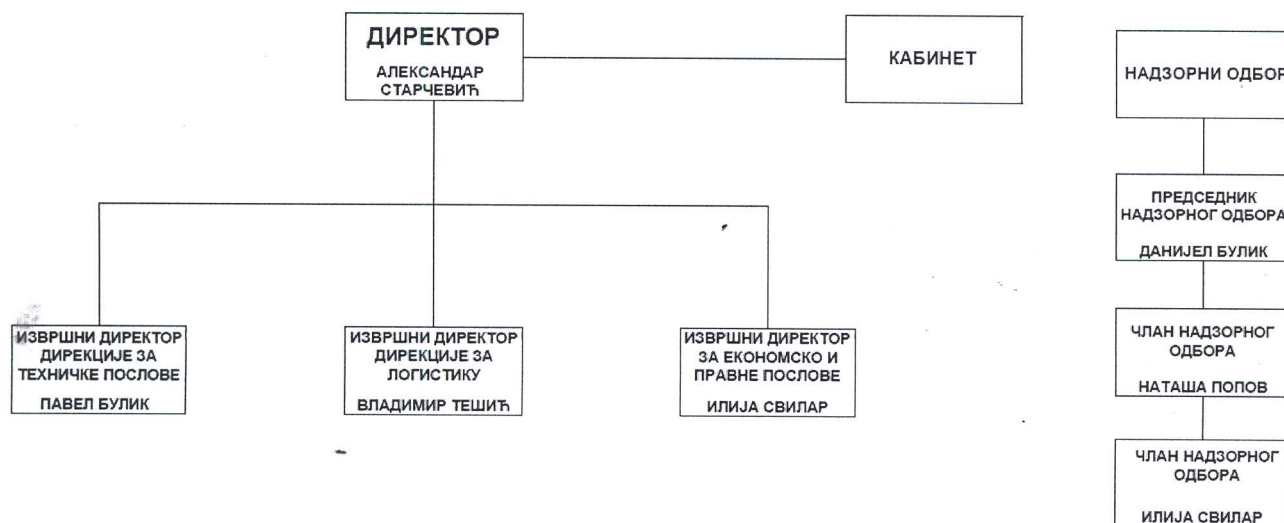 ДИРЕКТОР
АЛЕКСАНДАР
СТАРЧЕВИЋ
КАБИНЕТ
ИЗВРШНИ ДИРЕКТОР
ДИРЕКЦИЈЕ ЗА
ТЕХНИЧКЕ ПОСЛОВЕ
ПАВЕЛ БУЛИК
ИЗВРШНИ ДИРЕКТОР
ДИРЕКЦИЈЕ ЗА
ЛОГИСТИКУ
ВЛАДИМИР ТЕШИЋ
ИЗВРШНИ ДИРЕКТОР
ЗА ЕКОНОМСКО И
ПРАВНЕ ПОСЛОВЕ
ИЛИЈА СВИЛАР
НАДЗОРНИ ОДБОР
ПРЕДСЕДНИК
НАДЗОРНОГ ОДБОРА
ДАНИЈЕЛ БУЛИК
ЧЛАН НАДЗОРНОГ
ОДБОРА
НАТАША ПОПОВ
ЧЛАН НАДЗОРНОГ
ОДБОРА
ИЛИЈА СВИЛАР